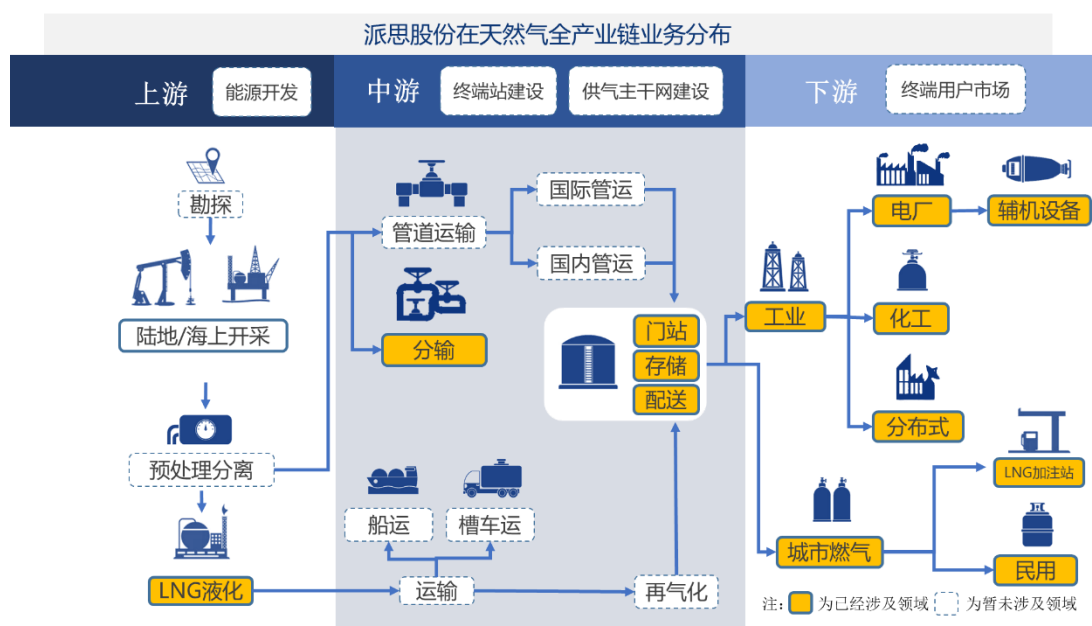 派思股份在天然气全产业链业务分布
上游
能源开发
中游
终端站建设
供气主干网建设
下游
终端用户市场
勘探
陆地/海上开采
预处理分离
LNG液化
管道运输
分输
国际管运
国内管运
门站
存储
配送
船运
槽车运
运输
再气化
工业
电厂
辅机设备
化工
分布式
城市燃气
LNG加注站
民用
注: 为已经涉及领域 为暂未涉及领域